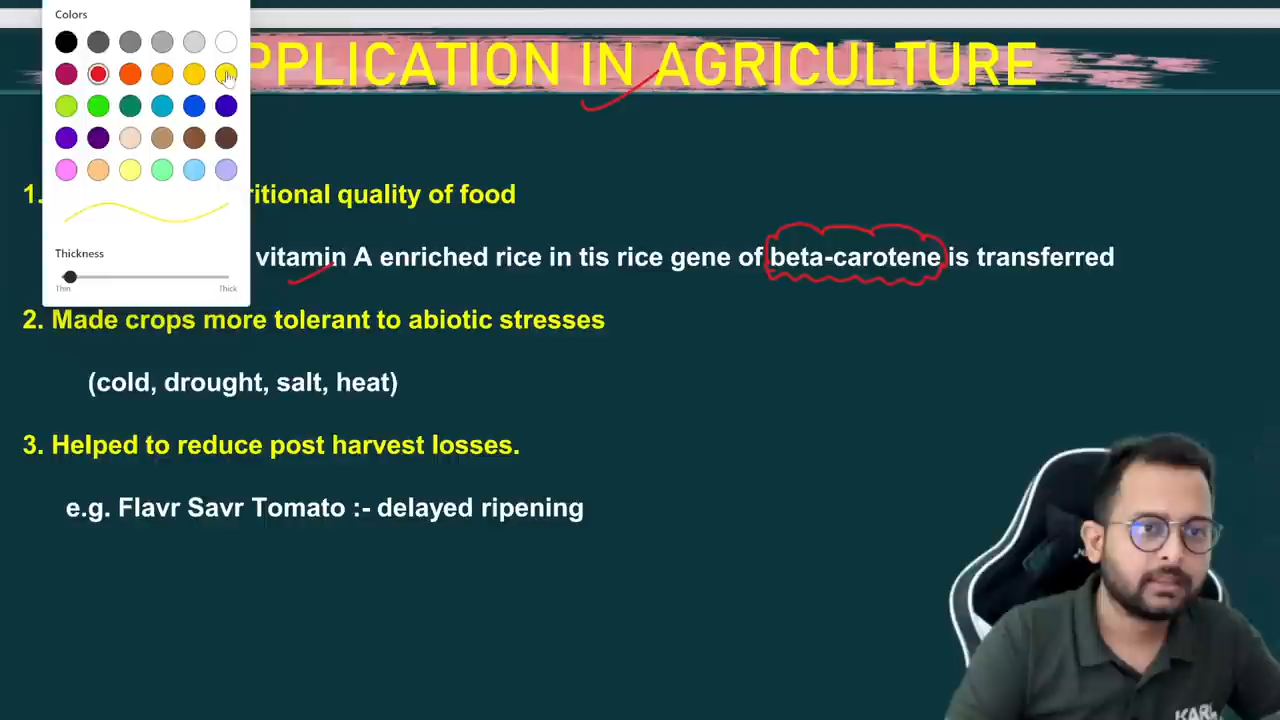 Colors
PPLICATION IN AGRICULTURE
1. ritional quality of food
vitamin A enriched rice in tis rice gene of beta-carotene is transferred
Thickness
Thin Thick
2. Made crops more tolerant to abiotic stresses
(cold, drought, salt, heat)
3. Helped to reduce post harvest losses.
e.g. Flavr Savr Tomato :- delayed ripening
KARL